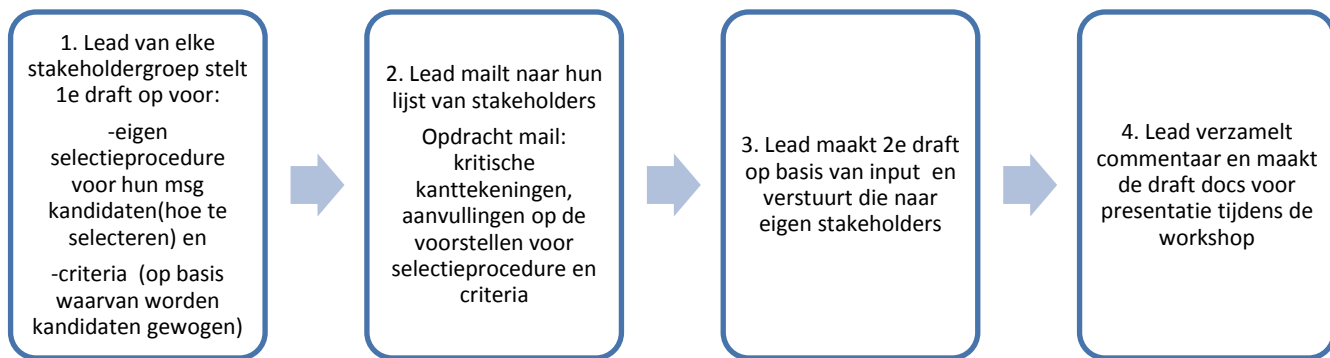 1. Lead van elke
stakeholdergroep stelt
1e draft op voor:
-eigen
selectieprocedure
voor hun msg
kandidaten(hoe te
selecteren) en
-criteria (op basis
waarvan worden
kandidaten gewogen)
2. Lead mailt naar hun
lijst van stakeholders
Opdracht mail:
kritische
kanttekeningen,
aanvullingen op de
voorstellen voor
selectieprocedure en
criteria
3. Lead maakt 2e draft
op basis van input en
verstuurt die naar
eigen stakeholders
4. Lead verzamelt
commentaar en maakt
de draft docs voor
presentatie tijdens de
workshop